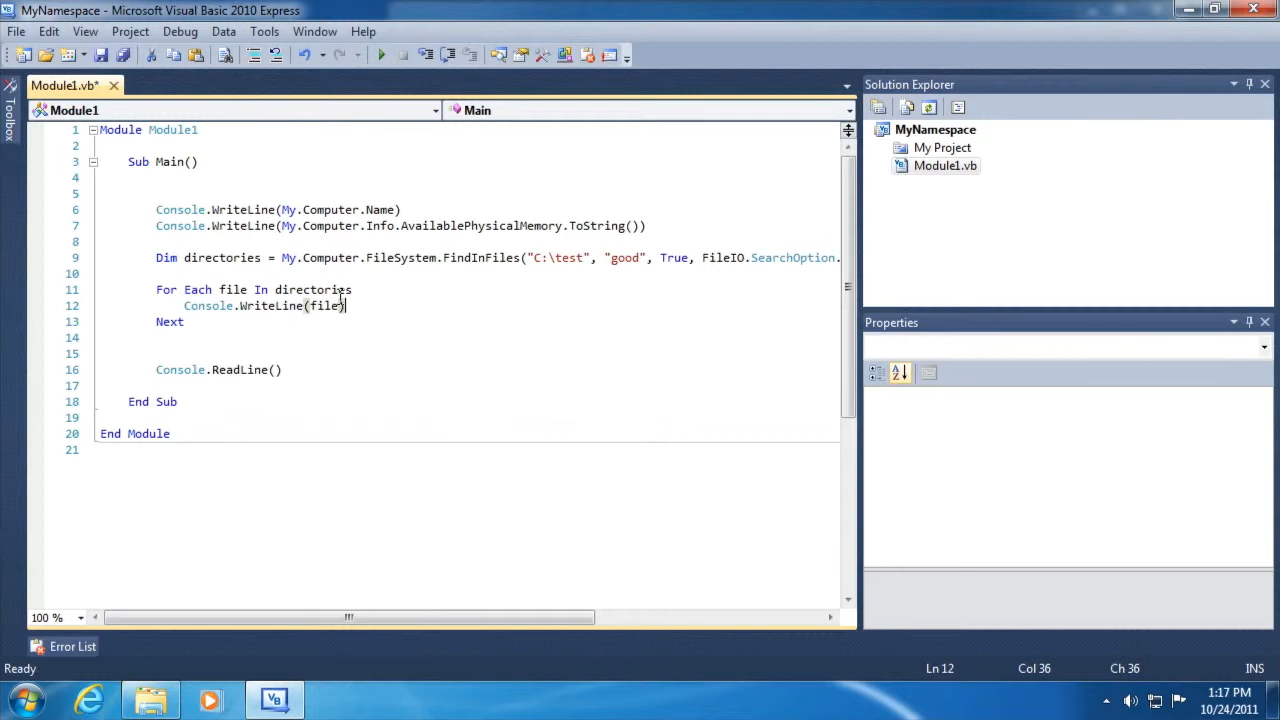 MyNamespace - Microsoft Visual Basic 2010 Express
File Edit View Project Debug Data Tools Window Help
Toolbox
Module1.vb*
Module1
Main
1 Module Module1
2
3 Sub Main()
4
5
6 Console.WriteLine(My.Computer.Name)
7 Console.WriteLine(My.Computer.Info.AvailablePhysicalMemory.ToString())
8
9 Dim directories = My.Computer.FileSystem.FindInFiles("C:\test", "good", True, FileIO.SearchOption.
10
11 For Each file In directories
12 Console.WriteLine(file)
13 Next
14
15
16 Console.ReadLine()
17
18 End Sub
19
20 End Module
21
100 %
Solution Explorer
MyNamespace
My Project
Module1.vb
Properties
Error List
Ready
Ln 12 Col 36 Ch 36 INS
1:17 PM
10/24/2011